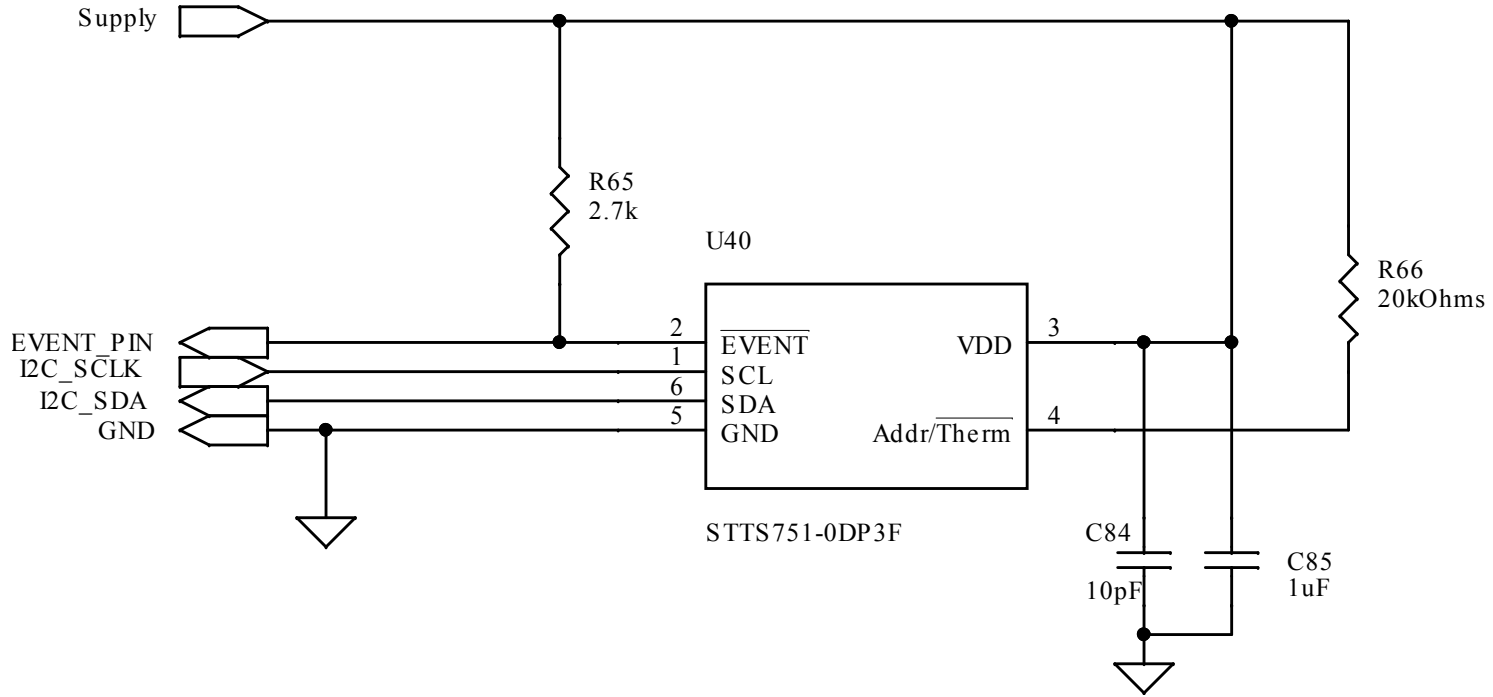 Supply
R65
2.7k
U40
R66
20kOhms
EVENT_PIN
I2C_SCLK
I2C_SDA
GND
2
1
6
5
EVENT
SCL
SDA
GND
VDD
Addr/Therm
3
4
STTS751-0DP3F
C84
10pF
C85
1uF